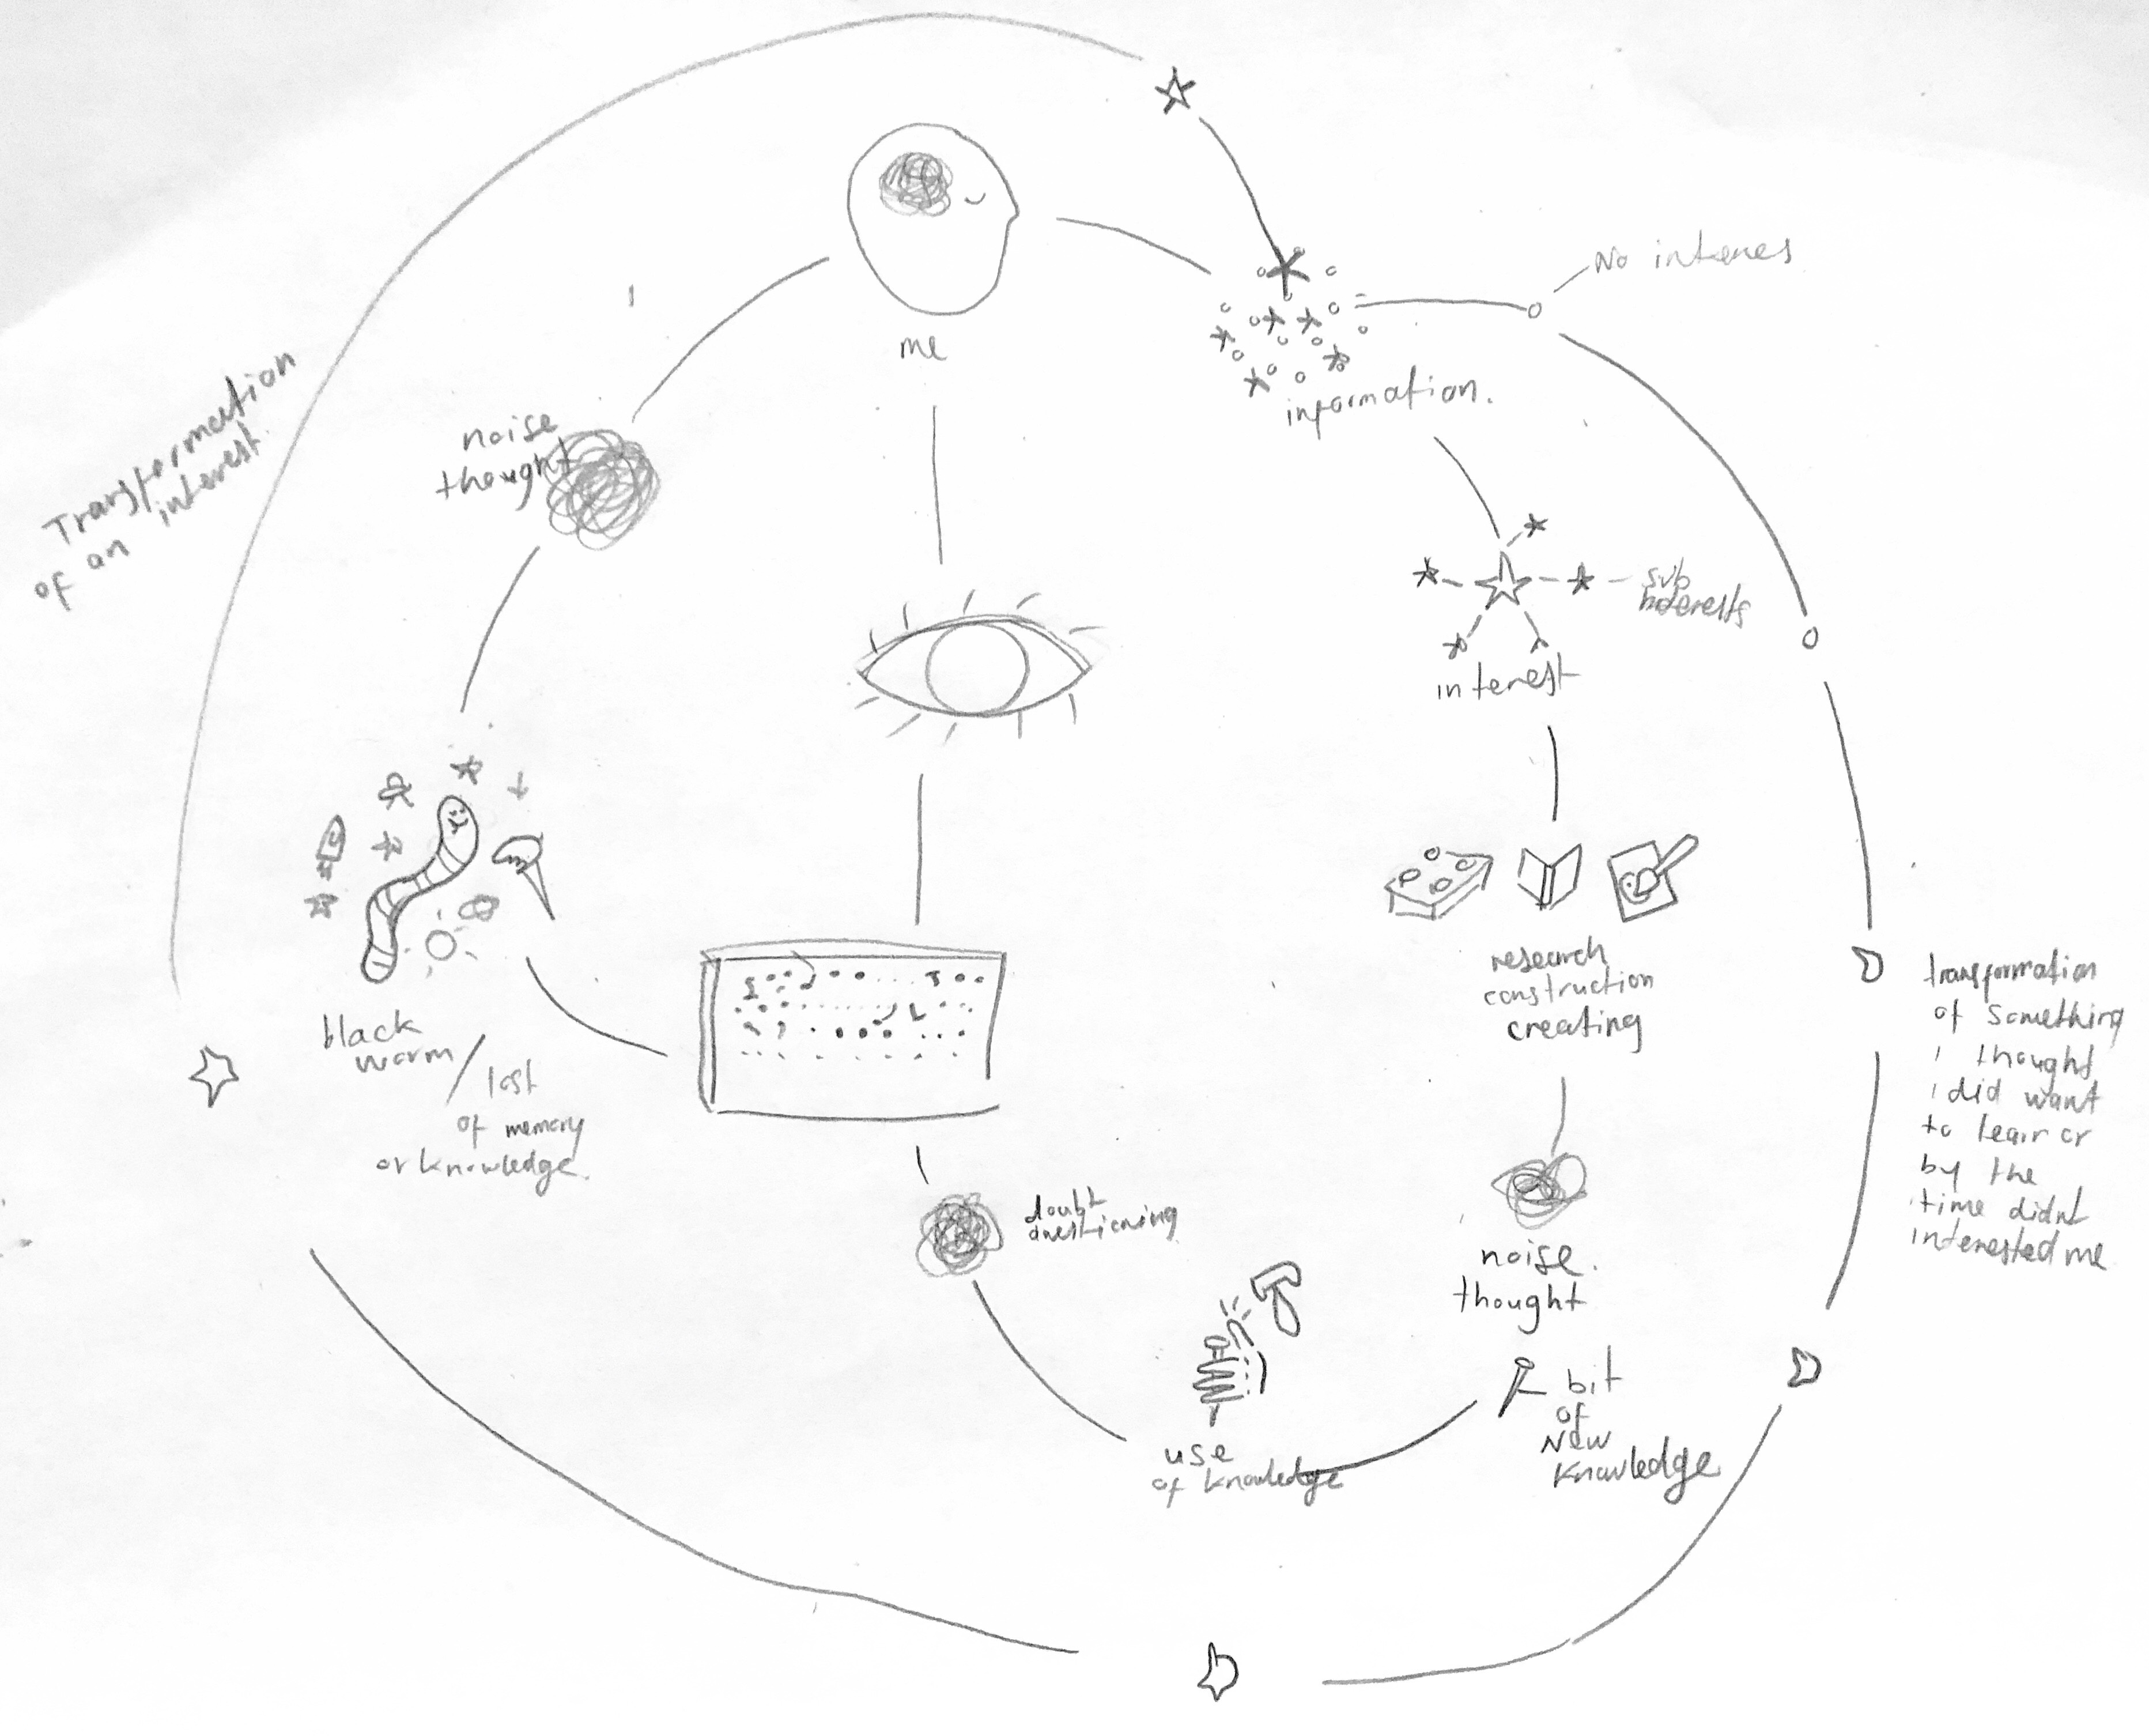 me
No interes
information.
noise
thought
Transformation
of an interest
sub
interests
interest
research
construction
creating
black
worm / lost
of memory
or knowledge.
transformation
of something
i thought
i did want
to learn or
by the
time didnt
interested me
doubt
questioning
noise.
thought
bit
of
New
Knowledge
use
of knowledge